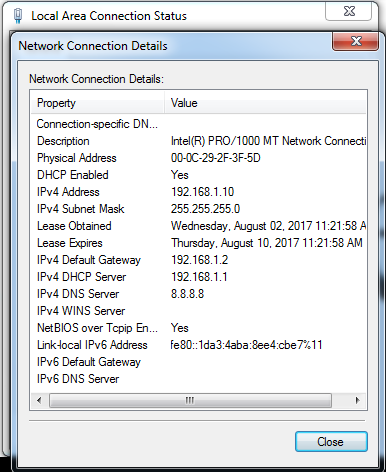 Local Area Connection Status
Network Connection Details
Network Connection Details:
Property Value
Connection-specific DN...
Description Intel(R) PRO/1000 MT Network Connecti
Physical Address 00-0C-29-2F-3F-5D
DHCP Enabled Yes
IPv4 Address 192.168.1.10
IPv4 Subnet Mask 255.255.255.0
Lease Obtained Wednesday, August 02, 2017 11:21:58 A
Lease Expires Thursday, August 10, 2017 11:21:58 AM
IPv4 Default Gateway 192.168.1.2
IPv4 DHCP Server 192.168.1.1
IPv4 DNS Server 8.8.8.8
IPv4 WINS Server
NetBIOS over Tcpip En... Yes
Link-local IPv6 Address fe80::1da3:4aba:8ee4:cbe7%11
IPv6 Default Gateway
IPv6 DNS Server
Close